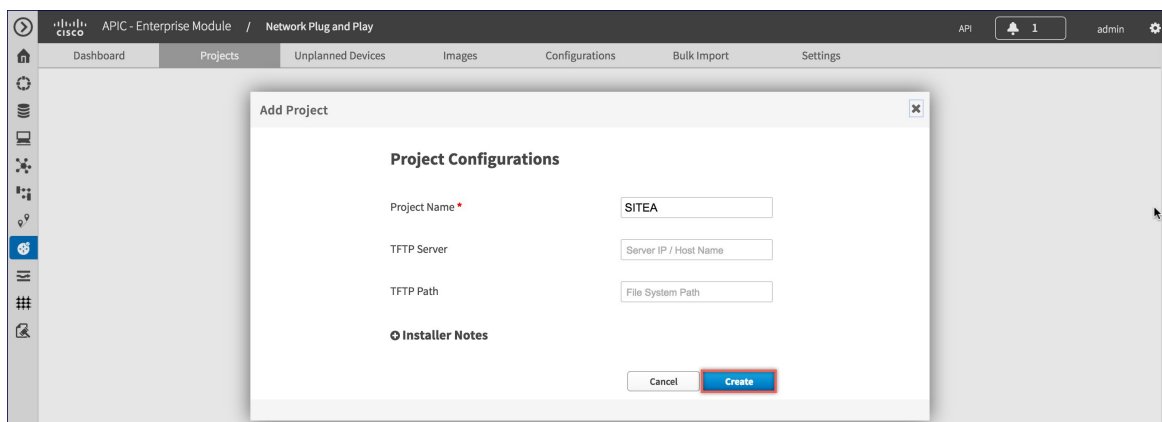 cisco APIC - Enterprise Module / Network Plug and Play API 1 admin
Dashboard Projects Unplanned Devices Images Configurations Bulk Import Settings
Add Project
Project Configurations
Project Name * SITEA
TFTP Server Server IP / Host Name
TFTP Path File System Path
Installer Notes
Cancel Create